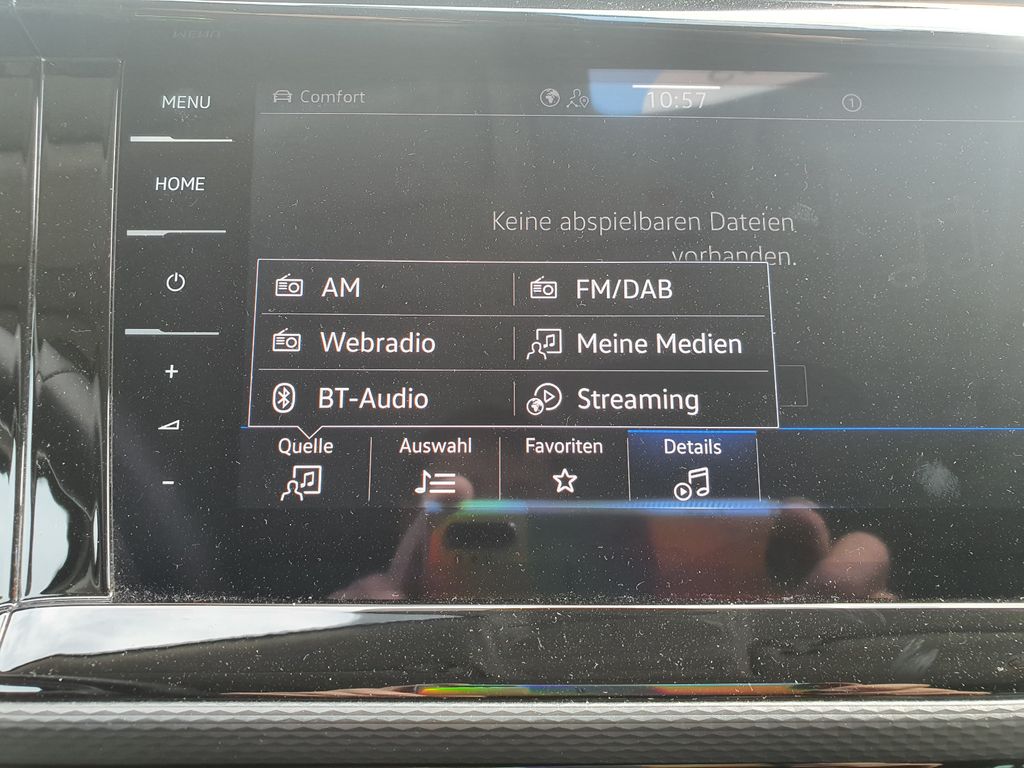 MENU
Comfort
10:57
1
HOME
Keine abspielbaren Dateien
vorhanden.
AM
FM/DAB
Webradio
Meine Medien
BT-Audio
Streaming
Quelle
Auswahl
Favoriten
Details
+
-